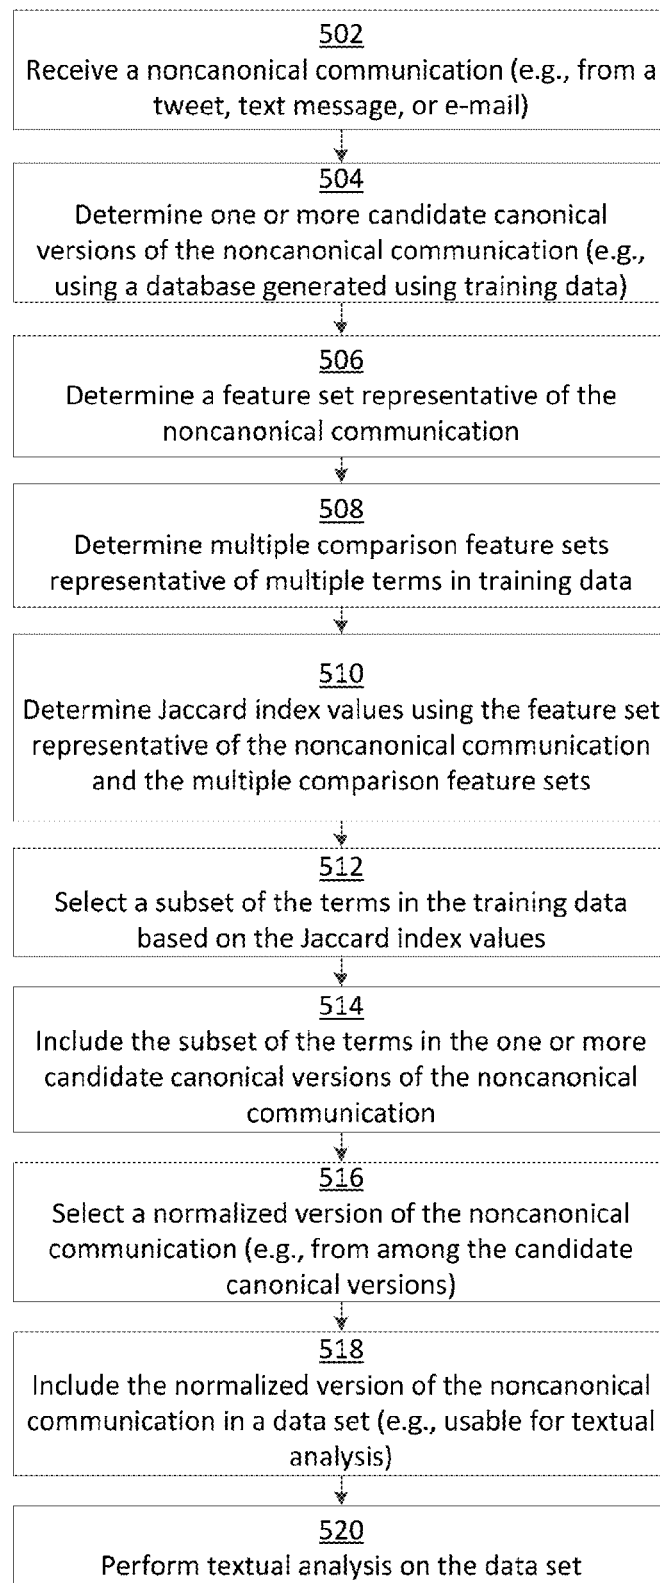 502
Receive a noncanonical communication (e.g., from a
tweet, text message, or e-mail)
504
Determine one or more candidate canonical
versions of the noncanonical communication (e.g.,
using a database generated using training data)
506
Determine a feature set representative of the
noncanonical communication
508
Determine multiple comparison feature sets
representative of multiple terms in training data
510
Determine Jaccard index values using the feature set
representative of the noncanonical communication
and the multiple comparison feature sets
512
Select a subset of the terms in the training data
based on the Jaccard index values
514
Include the subset of the terms in the one or more
candidate canonical versions of the noncanonical
communication
516
Select a normalized version of the noncanonical
communication (e.g., from among the candidate
canonical versions)
518
Include the normalized version of the noncanonical
communication in a data set (e.g., usable for textual
analysis)
520
Perform textual analysis on the data set